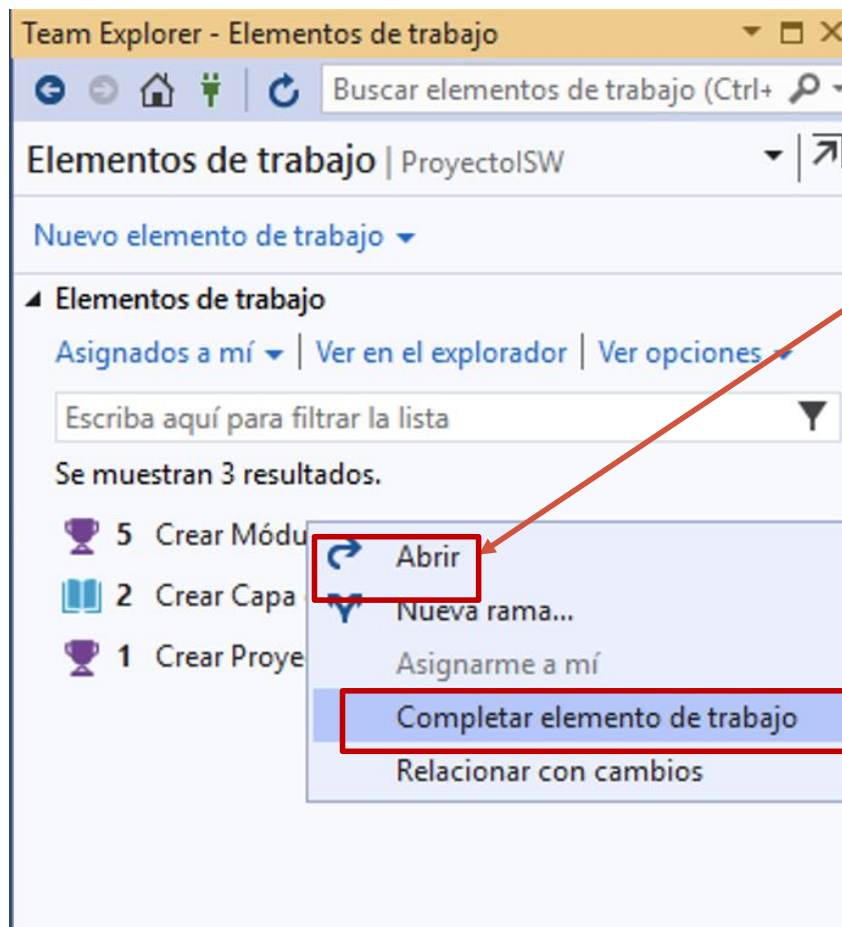 Team Explorer - Elementos de trabajo
Buscar elementos de trabajo (Ctrl+
Elementos de trabajo | ProyectoISW
Nuevo elemento de trabajo
Elementos de trabajo
Asignados a mí | Ver en el explorador | Ver opciones
Escriba aquí para filtrar la lista
Se muestran 3 resultados.
5 Crear Módu
2 Crear Capa
1 Crear Proye
Abrir
Nueva rama...
Asignarme a mí
Completar elemento de trabajo
Relacionar con cambios